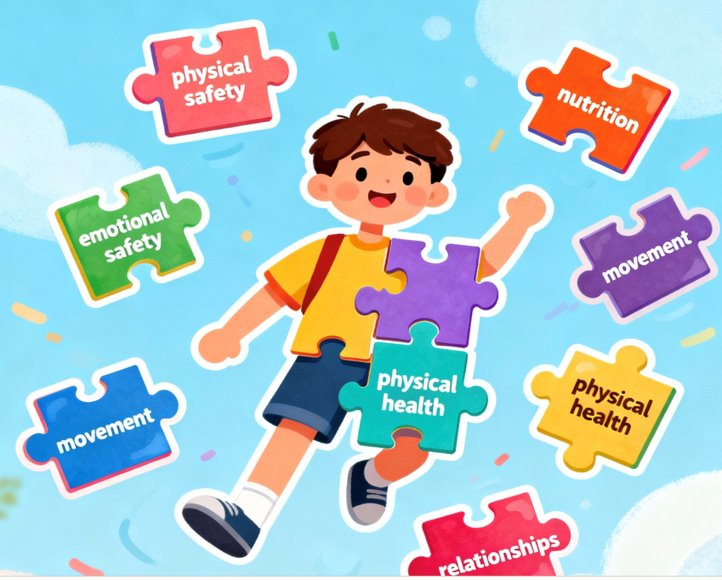 physical
safety
nutrition
emotional
safety
movement
physical
health
physical
health
movement
relationships